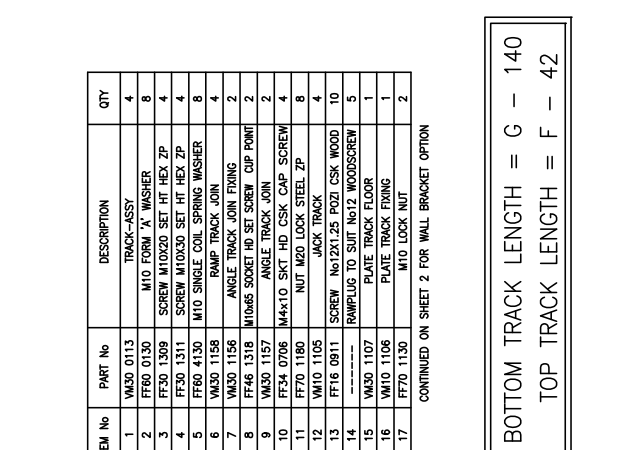 EM No PART No DESCRIPTION QTY
1 VM30 0113 TRACK-ASSY 4
2 FF60 0130 M10 FORM 'A' WASHER 8
3 FF30 1309 SCREW M10X20 SET HT HEX ZP 4
4 FF30 1311 SCREW M10X30 SET HT HEX ZP 4
5 FF60 4130 M10 SINGLE COIL SPRING WASHER 8
6 VM30 1158 RAMP TRACK JOIN 4
7 VM30 1156 ANGLE TRACK JOIN FIXING 2
8 FF46 1318 M10x65 SOCKET HD SET SCREW CUP POINT 2
9 VM30 1157 ANGLE TRACK JOIN 2
10 FF34 0706 M4x10 SKT HD CSK CAP SCREW 4
11 FF70 1180 NUT M20 LOCK STEEL ZP 8
12 VM10 1105 JACK TRACK 4
13 FF16 0911 SCREW No12X1.25 POZI CSK WOOD 10
14 ------ RAWPLUG TO SUIT No12 WOODSCREW 5
15 VM30 1107 PLATE TRACK FLOOR 1
16 VM10 1106 PLATE TRACK FIXING 1
17 FF70 1130 M10 LOCK NUT 2
CONTINUED ON SHEET 2 FOR WALL BRACKET OPTION
BOTTOM TRACK LENGTH = G - 140
TOP TRACK LENGTH = F - 42